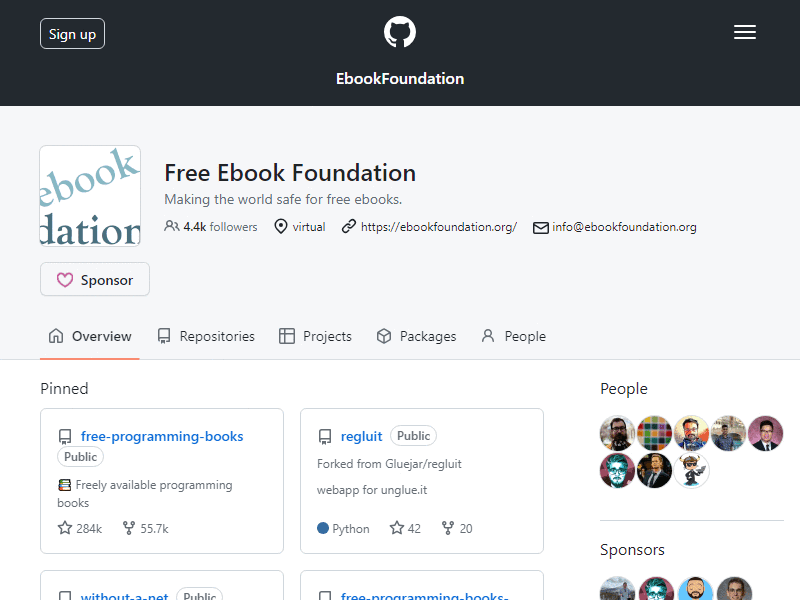 Sign up
EbookFoundation
ebook
dation
Free Ebook Foundation
Making the world safe for free ebooks.
4.4k followers virtual https://ebookfoundation.org/ info@ebookfoundation.org
Sponsor
Overview Repositories Projects Packages People
Pinned
free-programming-books
Public
Freely available programming
books
284k 55.7k
regluit Public
Forked from Gluejar/regluit
webapp for unglue.it
Python 42 20
without-a-net Public
free-programming-books-
People
Sponsors